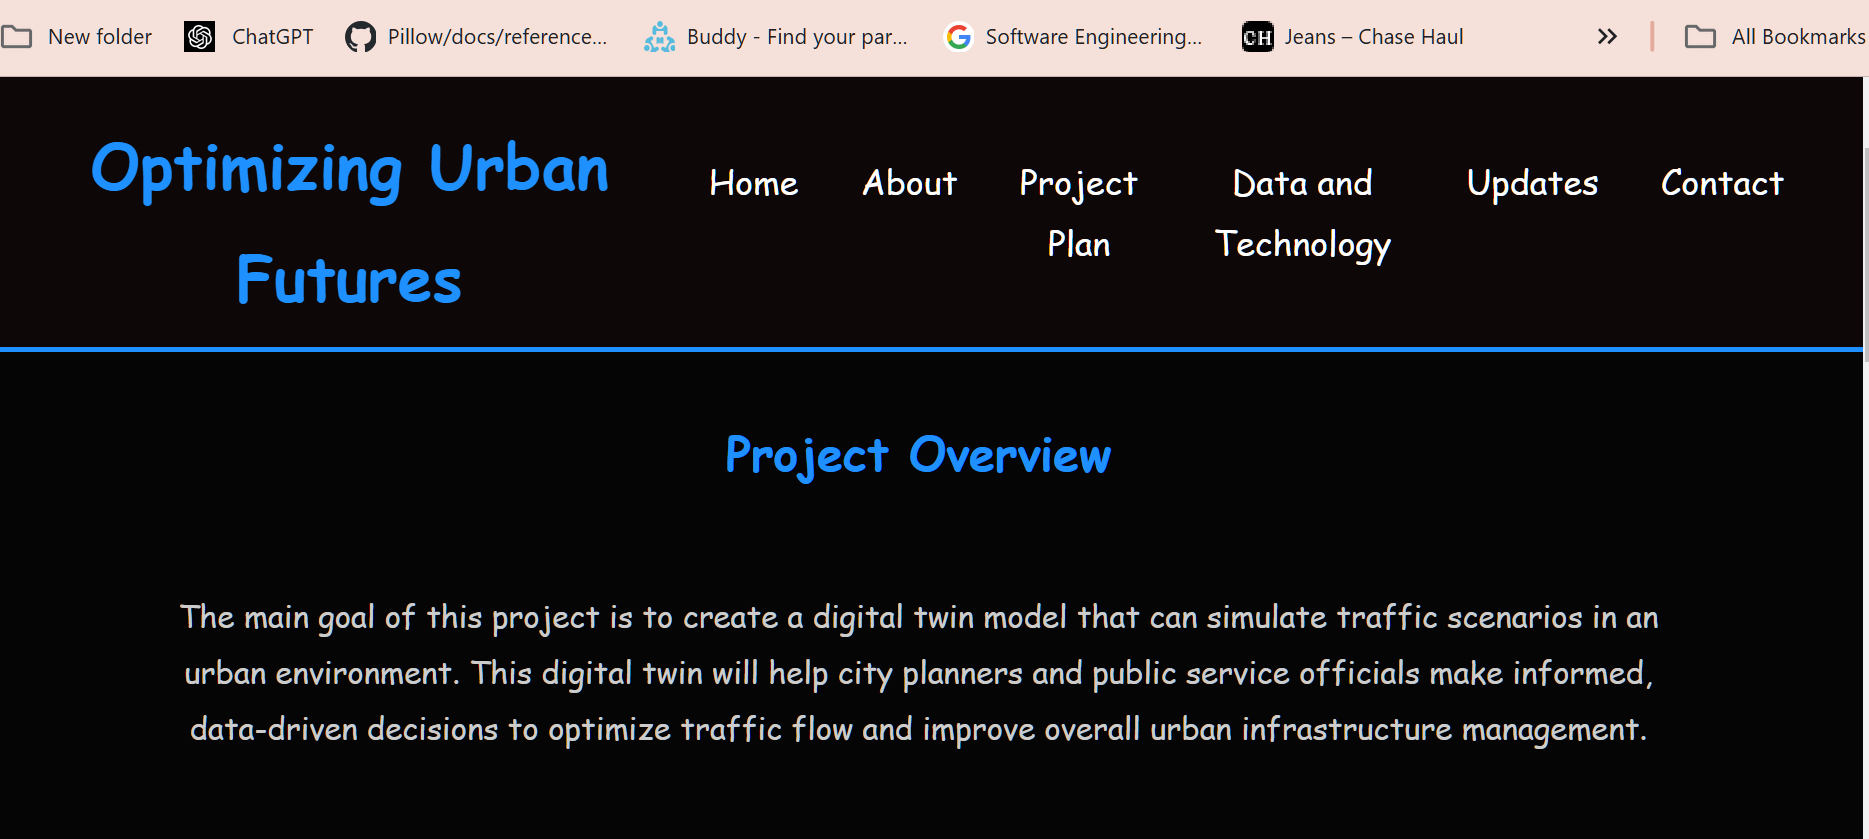 New folder
ChatGPT
Pillow/docs/reference...
Buddy - Find your par...
Software Engineering...
CH
Jeans – Chase Haul
All Bookmarks
Optimizing Urban
Futures
Home
About
Project
Plan
Data and
Technology
Updates
Contact
Project Overview
The main goal of this project is to create a digital twin model that can simulate traffic scenarios in an
urban environment. This digital twin will help city planners and public service officials make informed,
data-driven decisions to optimize traffic flow and improve overall urban infrastructure management.